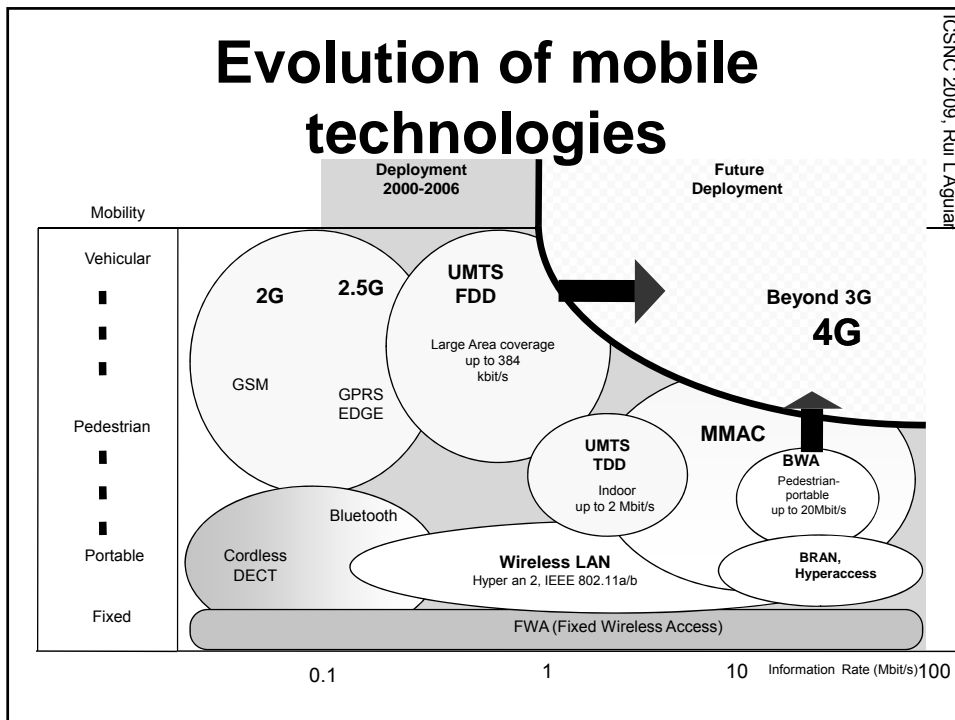 Evolution of mobile
technologies
ICSNC 2009, Rui L Aguiar
Deployment
2000-2006
Future
Deployment
Mobility
Vehicular
Pedestrian
Portable
Fixed
2G
2.5G
GSM
GPRS
EDGE
UMTS
FDD
Large Area coverage
up to 384
kbit/s
Beyond 3G
4G
MMAC
UMTS
TDD
Indoor
up to 2 Mbit/s
BWA
Pedestrian-
portable
up to 20Mbit/s
Bluetooth
Cordless
DECT
Wireless LAN
Hyper an 2, IEEE 802.11a/b
BRAN,
Hyperaccess
FWA (Fixed Wireless Access)
0.1
1
10
Information Rate (Mbit/s)
100